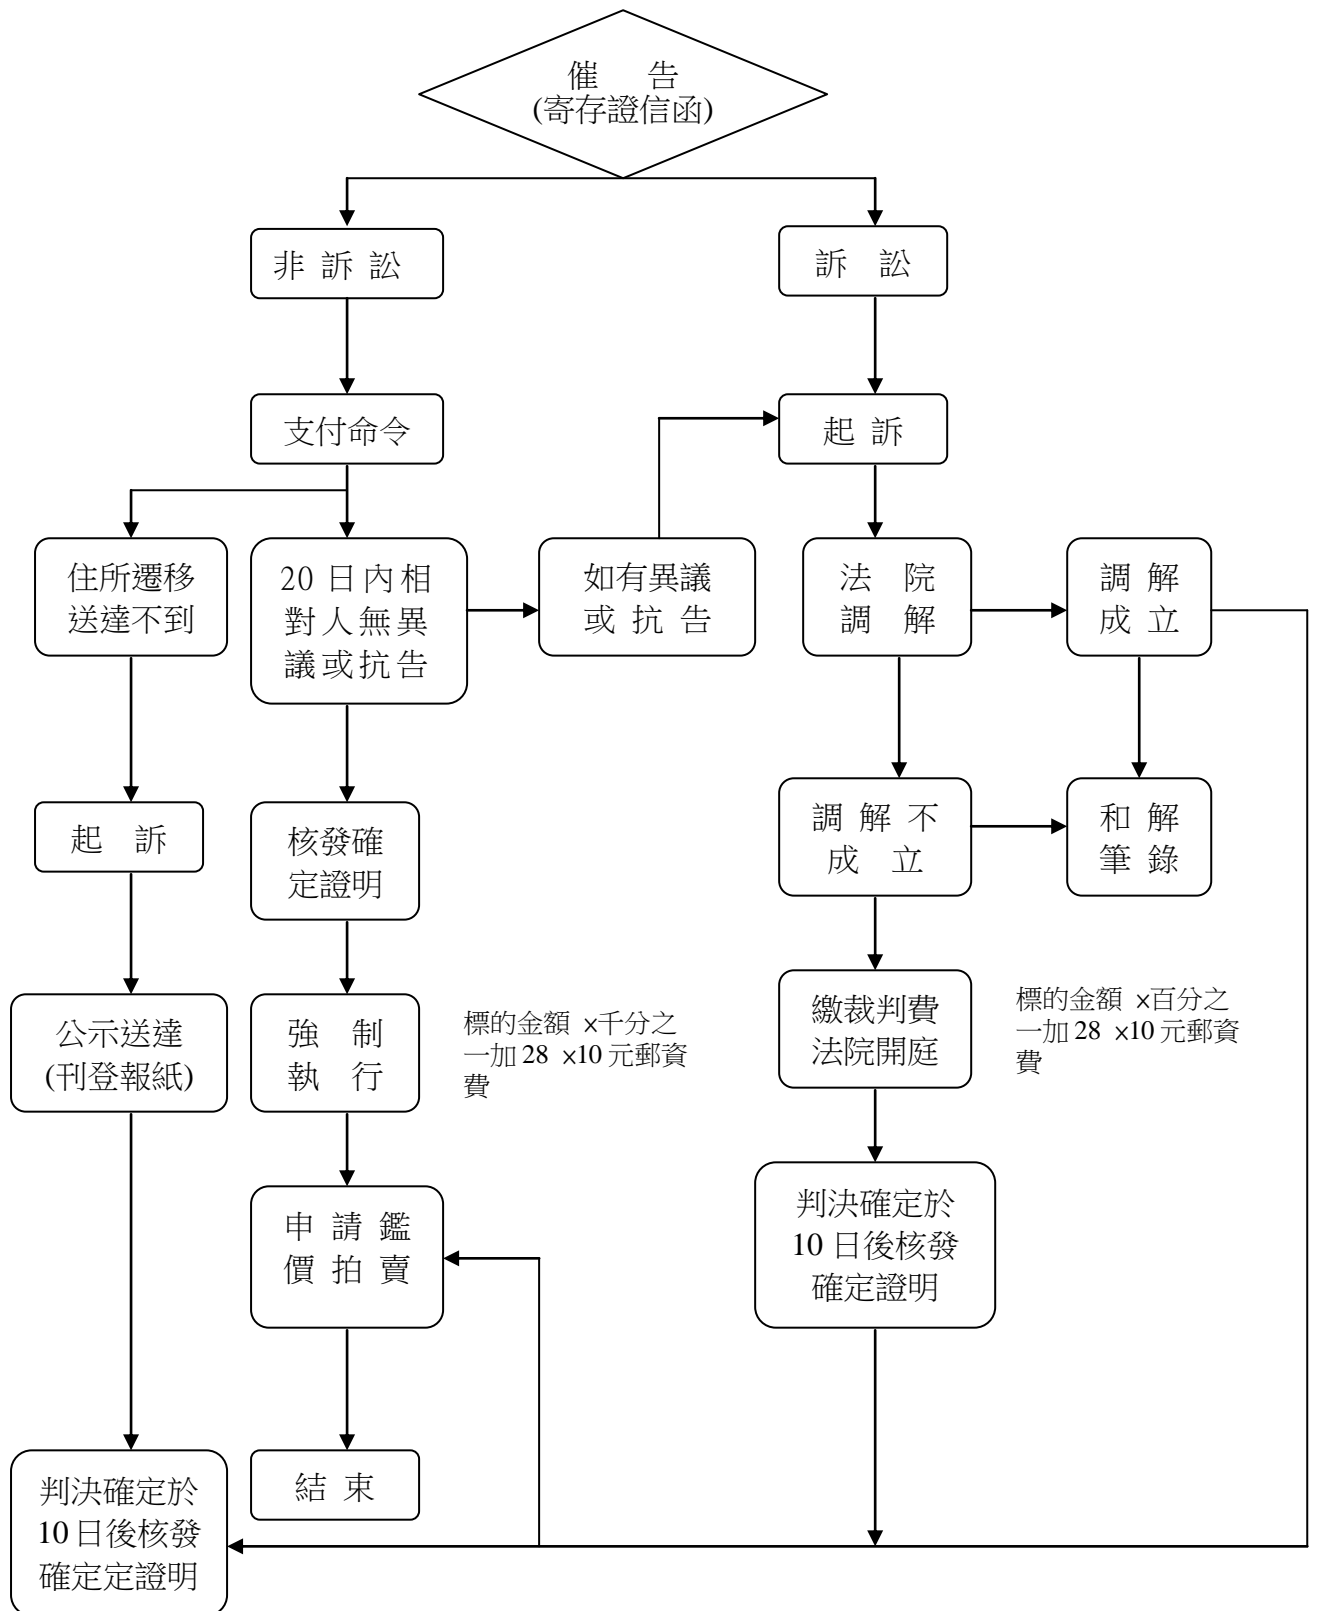 催 告
(寄存證信函)
非 訴 訟
訴 訟
支付命令
起 訴
住所遷移
送達不到
20 日內相
對人無異
議或抗告
如有異議
或 抗 告
法 院
調 解
調 解
成 立
起 訴
核發確
定證明
調 解 不
成 立
和 解
筆 錄
公示送達
(刊登報紙)
強 制
執 行
標的金額 ×千分之
一加 28 ×10 元郵資
費
繳裁判費
法院開庭
標的金額 ×百分之
一加 28 ×10 元郵資
費
申 請 鑑
價 拍 賣
判決確定於
10 日後核發
確定證明
判決確定於
10 日後核發
確定定證明
結 束